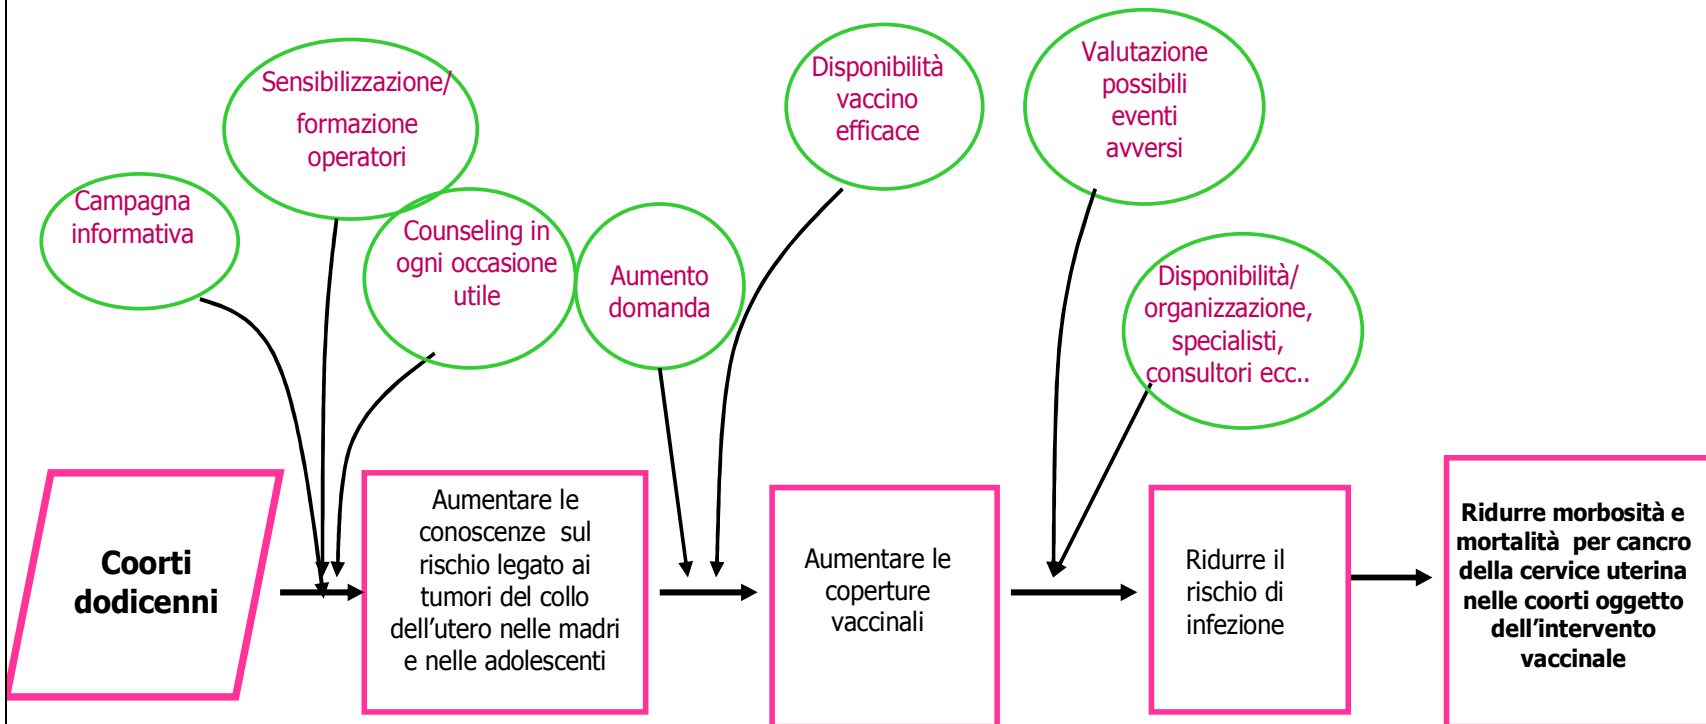 Campagna
informativa
Sensibilizzazione/
formazione
operatori
Counseling in
ogni occasione
utile
Aumento
domanda
Disponibilità
vaccino
efficace
Valutazione
possibili
eventi
avversi
Disponibilità/
organizzazione,
specialisti,
consultori ecc..
Coorti
dodicenni
Aumentare le
conoscenze sul
rischio legato ai
tumori del collo
dell’utero nelle madri
e nelle adolescenti
Aumentare le
coperture
vaccinali
Ridurre il
rischio di
infezione
Ridurre morbosità e
mortalità per cancro
della cervice uterina
nelle coorti oggetto
dell’intervento
vaccinale